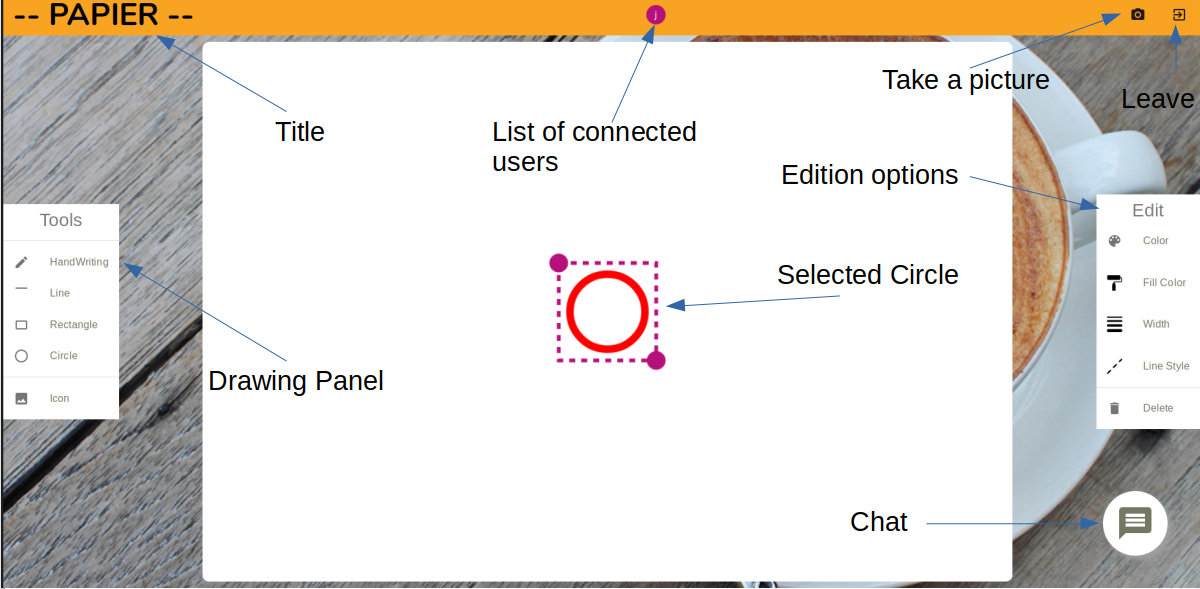 -- PAPIER --
j
Take a picture
Leave
Title
List of connected
users
Edition options
Tools
HandWriting
Line
Rectangle
Circle
Icon
Drawing Panel
Selected Circle
Edit
Color
Fill Color
Width
Line Style
Delete
Chat